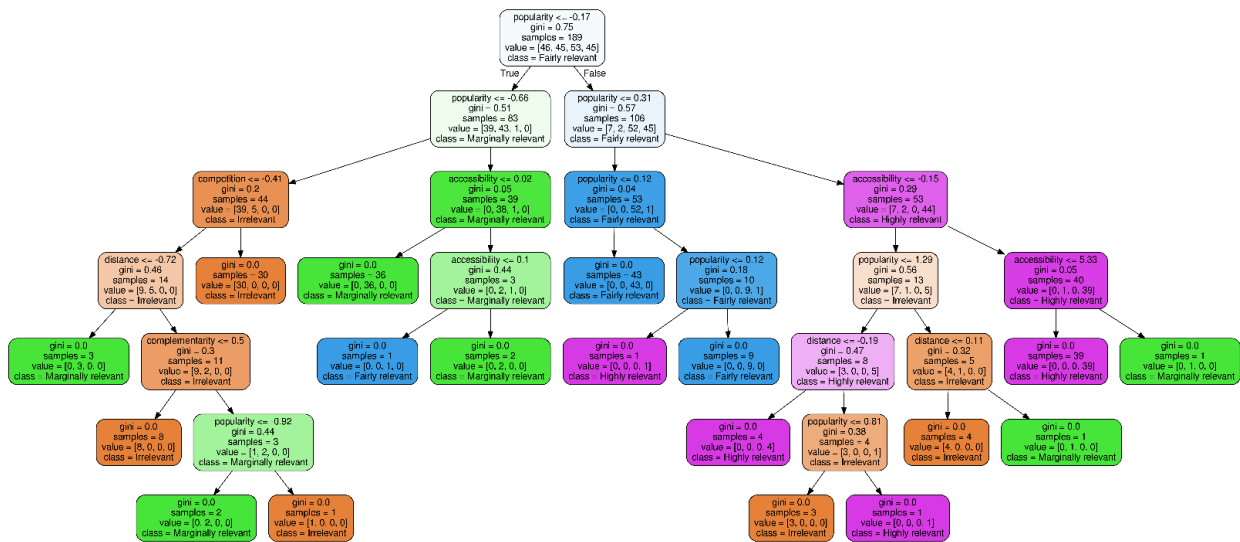 popularity <= -0.17
gini = 0.75
samples = 189
value = [46, 45, 53, 45]
class = Fairly relevant
True
False
popularity <= -0.66
gini = 0.51
samples = 83
value = [39, 43, 1, 0]
class = Marginally relevant
popularity <= 0.31
gini = 0.57
samples = 106
value = [7, 2, 52, 45]
class = Fairly relevant
competition <= -0.41
gini = 0.2
samples = 44
value = [39, 5, 0, 0]
class = Irrelevant
accessibility <= 0.02
gini = 0.05
samples = 39
value = [0, 38, 1, 0]
class = Marginally relevant
popularity <= 0.12
gini = 0.04
samples = 53
value = [0, 0, 52, 1]
class = Fairly relevant
accessibility <= -0.15
gini = 0.29
samples = 53
value = [7, 2, 0, 44]
class = Highly relevant
distance <= -0.72
gini = 0.46
samples = 14
value = [9, 5, 0, 0]
class = Irrelevant
gini = 0.0
samples = 30
value = [30, 0, 0, 0]
class = Irrelevant
gini = 0.0
samples = 36
value = [0, 36, 0, 0]
class = Marginally relevant
accessibility <= 0.1
gini = 0.44
samples = 3
value = [0, 2, 1, 0]
class = Marginally relevant
gini = 0.0
samples = 43
value = [0, 0, 43, 0]
class = Fairly relevant
popularity <= 0.12
gini = 0.18
samples = 10
value = [0, 0, 9, 1]
class = Fairly relevant
popularity <= 1.29
gini = 0.56
samples = 13
value = [7, 1, 0, 5]
class = Irrelevant
accessibility <= 5.33
gini = 0.05
samples = 40
value = [0, 1, 0, 39]
class = Highly relevant
gini = 0.0
samples = 3
value = [0, 3, 0, 0]
class = Marginally relevant
complementarity <= 0.5
gini = 0.3
samples = 11
value = [9, 2, 0, 0]
class = Irrelevant
gini = 0.0
samples = 1
value = [0, 0, 1, 0]
class = Fairly relevant
gini = 0.0
samples = 2
value = [0, 2, 0, 0]
class = Marginally relevant
gini = 0.0
samples = 1
value = [0, 0, 0, 1]
class = Highly relevant
gini = 0.0
samples = 9
value = [0, 0, 9, 0]
class = Fairly relevant
distance <= -0.19
gini = 0.47
samples = 8
value = [3, 0, 0, 5]
class = Highly relevant
distance <= 0.11
gini = 0.32
samples = 5
value = [4, 1, 0, 0]
class = Irrelevant
gini = 0.0
samples = 39
value = [0, 0, 0, 39]
class = Highly relevant
gini = 0.0
samples = 1
value = [0, 1, 0, 0]
class = Marginally relevant
gini = 0.0
samples = 8
value = [8, 0, 0, 0]
class = Irrelevant
popularity <= -0.92
gini = 0.44
samples = 3
value = [1, 2, 0, 0]
class = Marginally relevant
gini = 0.0
samples = 4
value = [0, 0, 0, 4]
class = Highly relevant
popularity <= 0.81
gini = 0.38
samples = 4
value = [3, 0, 0, 1]
class = Irrelevant
gini = 0.0
samples = 4
value = [4, 0, 0, 0]
class = Irrelevant
gini = 0.0
samples = 1
value = [0, 1, 0, 0]
class = Marginally relevant
gini = 0.0
samples = 2
value = [0, 2, 0, 0]
class = Marginally relevant
gini = 0.0
samples = 1
value = [1, 0, 0, 0]
class = Irrelevant
gini = 0.0
samples = 3
value = [3, 0, 0, 0]
class = Irrelevant
gini = 0.0
samples = 1
value = [0, 0, 0, 1]
class = Highly relevant